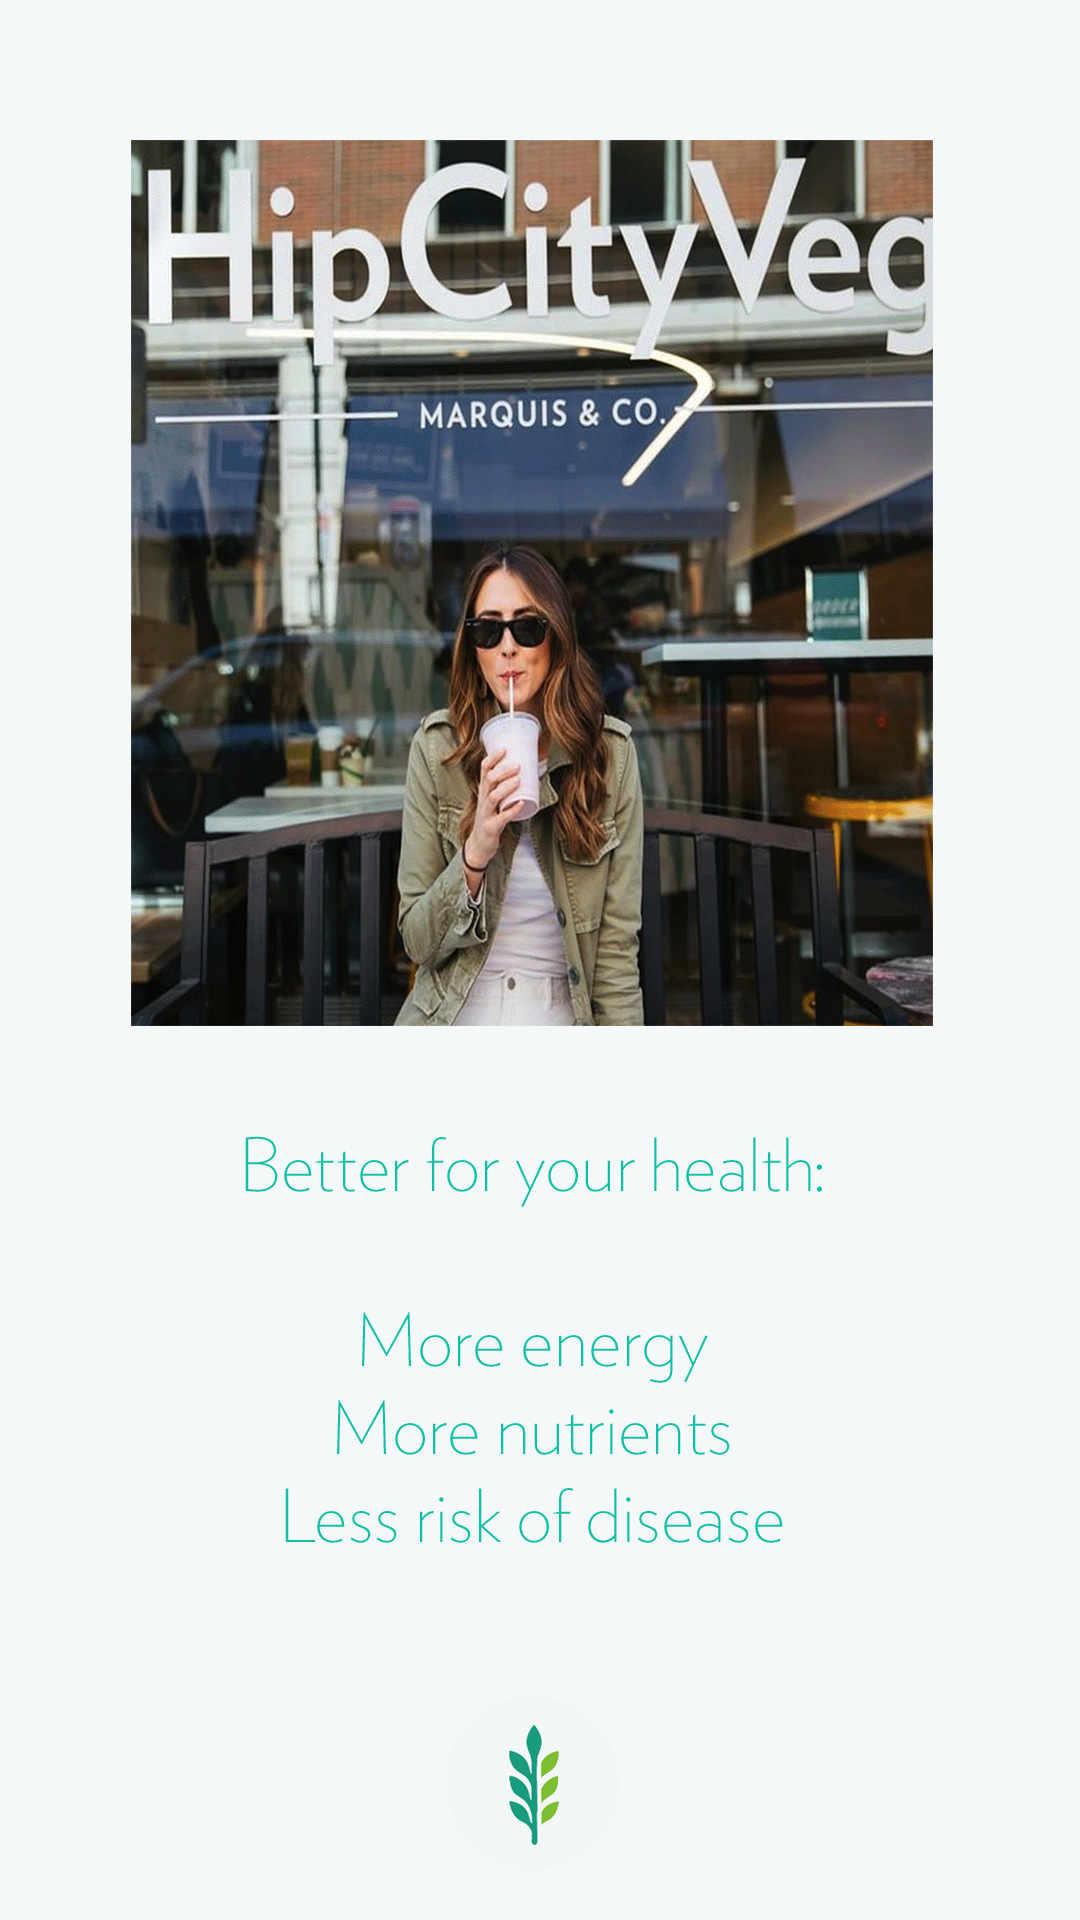 HipCityVeg
MARQUIS & CO.
ORDER
Better for your health:
More energy
More nutrients
Less risk of disease